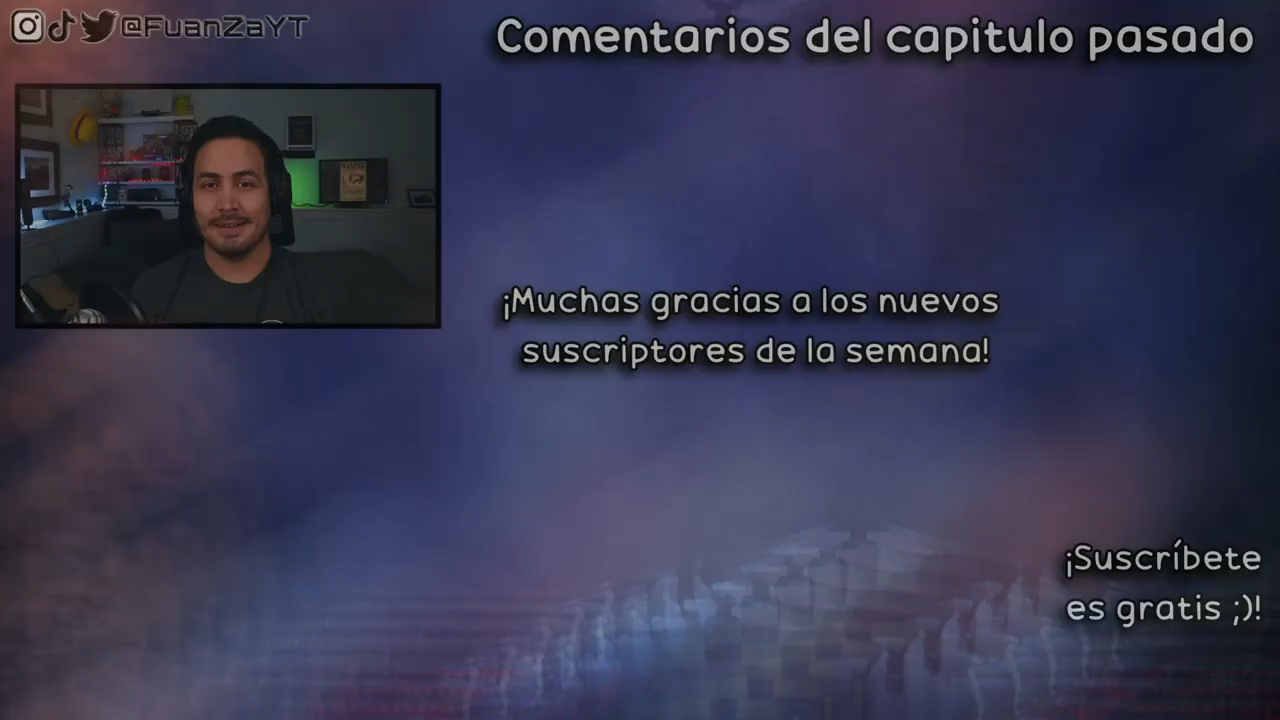 @FuanZaYT
Comentarios del capitulo pasado
¡Muchas gracias a los nuevos
suscriptores de la semana!
¡Suscríbete
es gratis ;)!